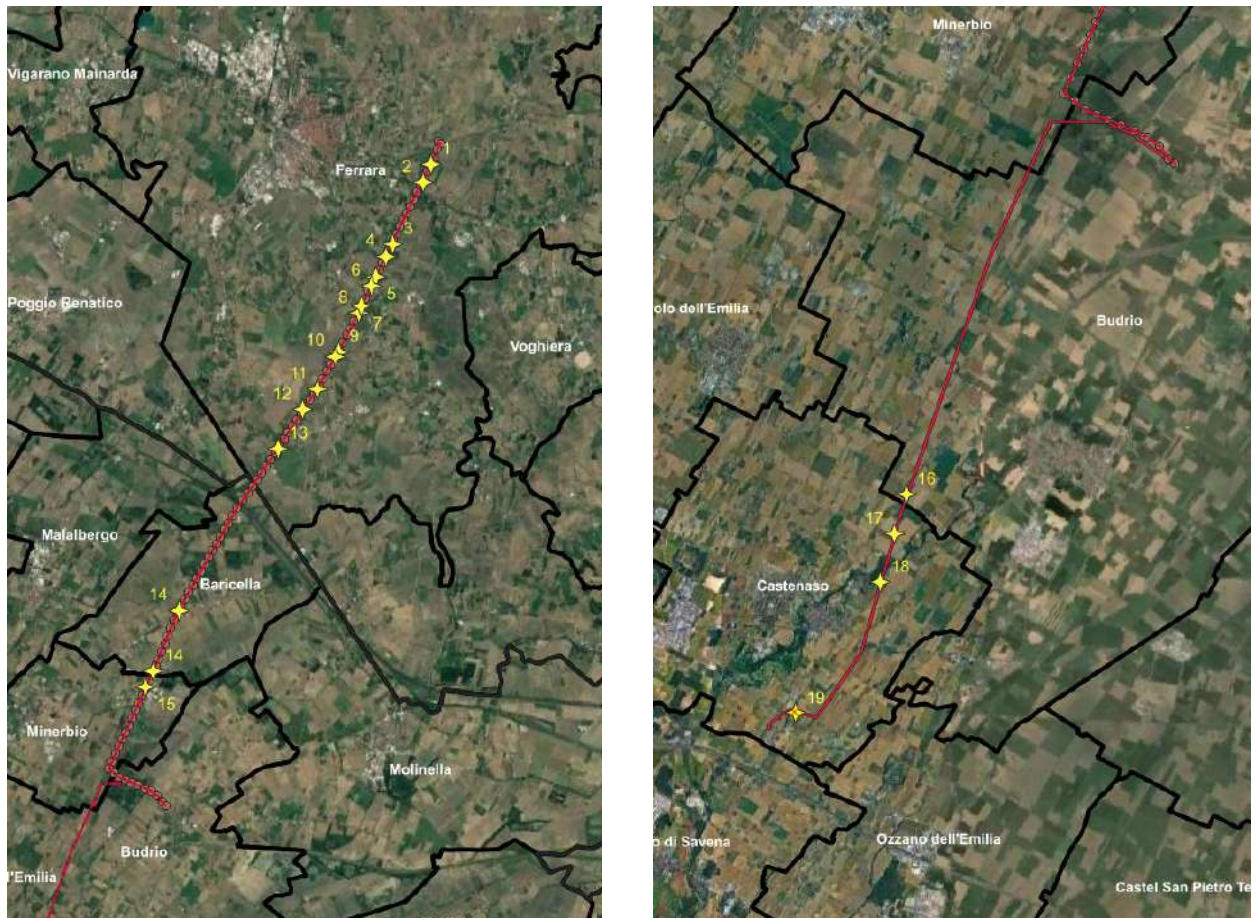 Vigarano Mainarda
1
Ferrara
2
3
4
6
5
Poggio Renatico
8
7
Voghiera
10
9
11
12
13
Malalbergo
Baricella
14
14
15
Minerbio
Molinella
Budrio
l'Emilia
Minerbio
olo dell'Emilia
Budrio
16
17
18
Castenaso
19
o di Savena
Ozzano dell'Emilia
Castel San Pietro Te